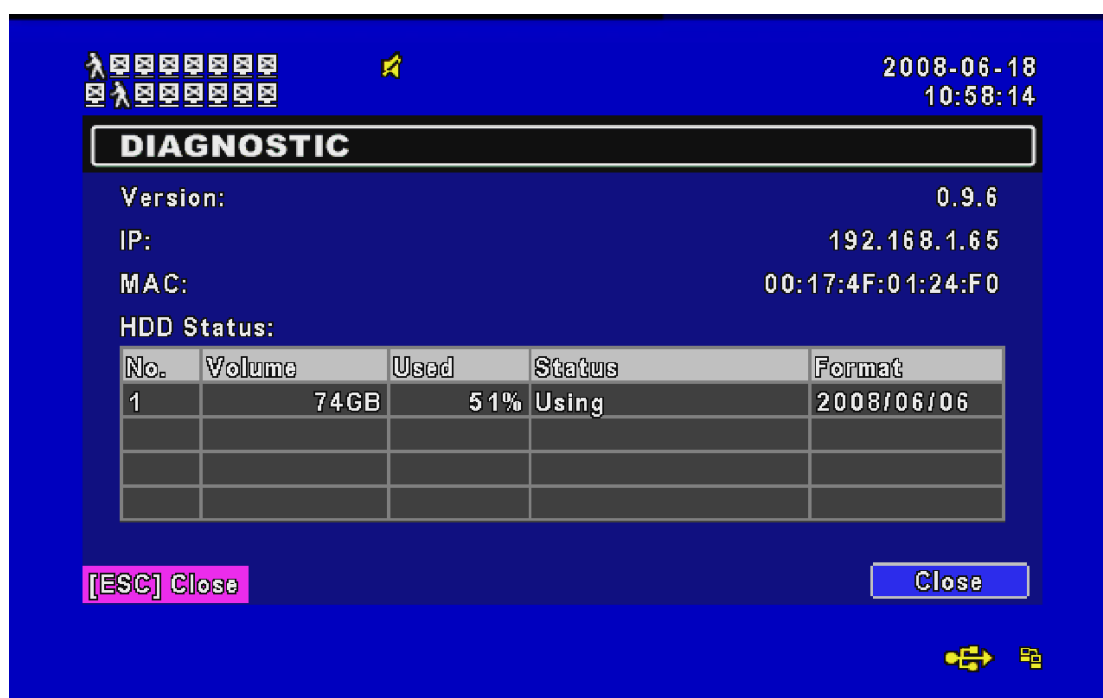 2008-06-18
10:58:14
DIAGNOSTIC
Version: 0.9.6
IP: 192.168.1.65
MAC: 00:17:4F:01:24:F0
HDD Status:
No. Volume Used Status Format
1 74GB 51% Using 2008/06/06
[ESC] Close Close